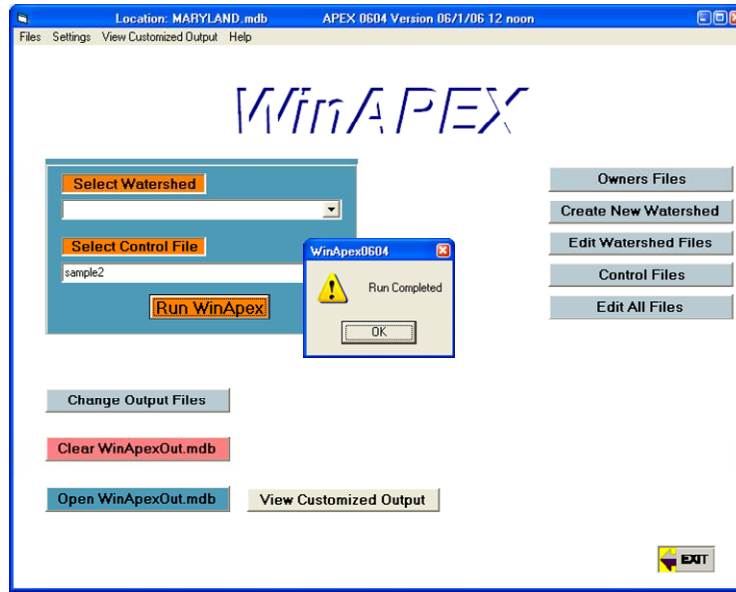 Location: MARYLAND.mdb APEX 0604 Version 06/1/06 12 noon
Files Settings View Customized Output Help
WinAPEX
Select Watershed
Select Control File
sample2
Run WinApex
WinApex0604
Run Completed
OK
Owners Files
Create New Watershed
Edit Watershed Files
Control Files
Edit All Files
Change Output Files
Clear WinApexOut.mdb
Open WinApexOut.mdb
View Customized Output
EXIT